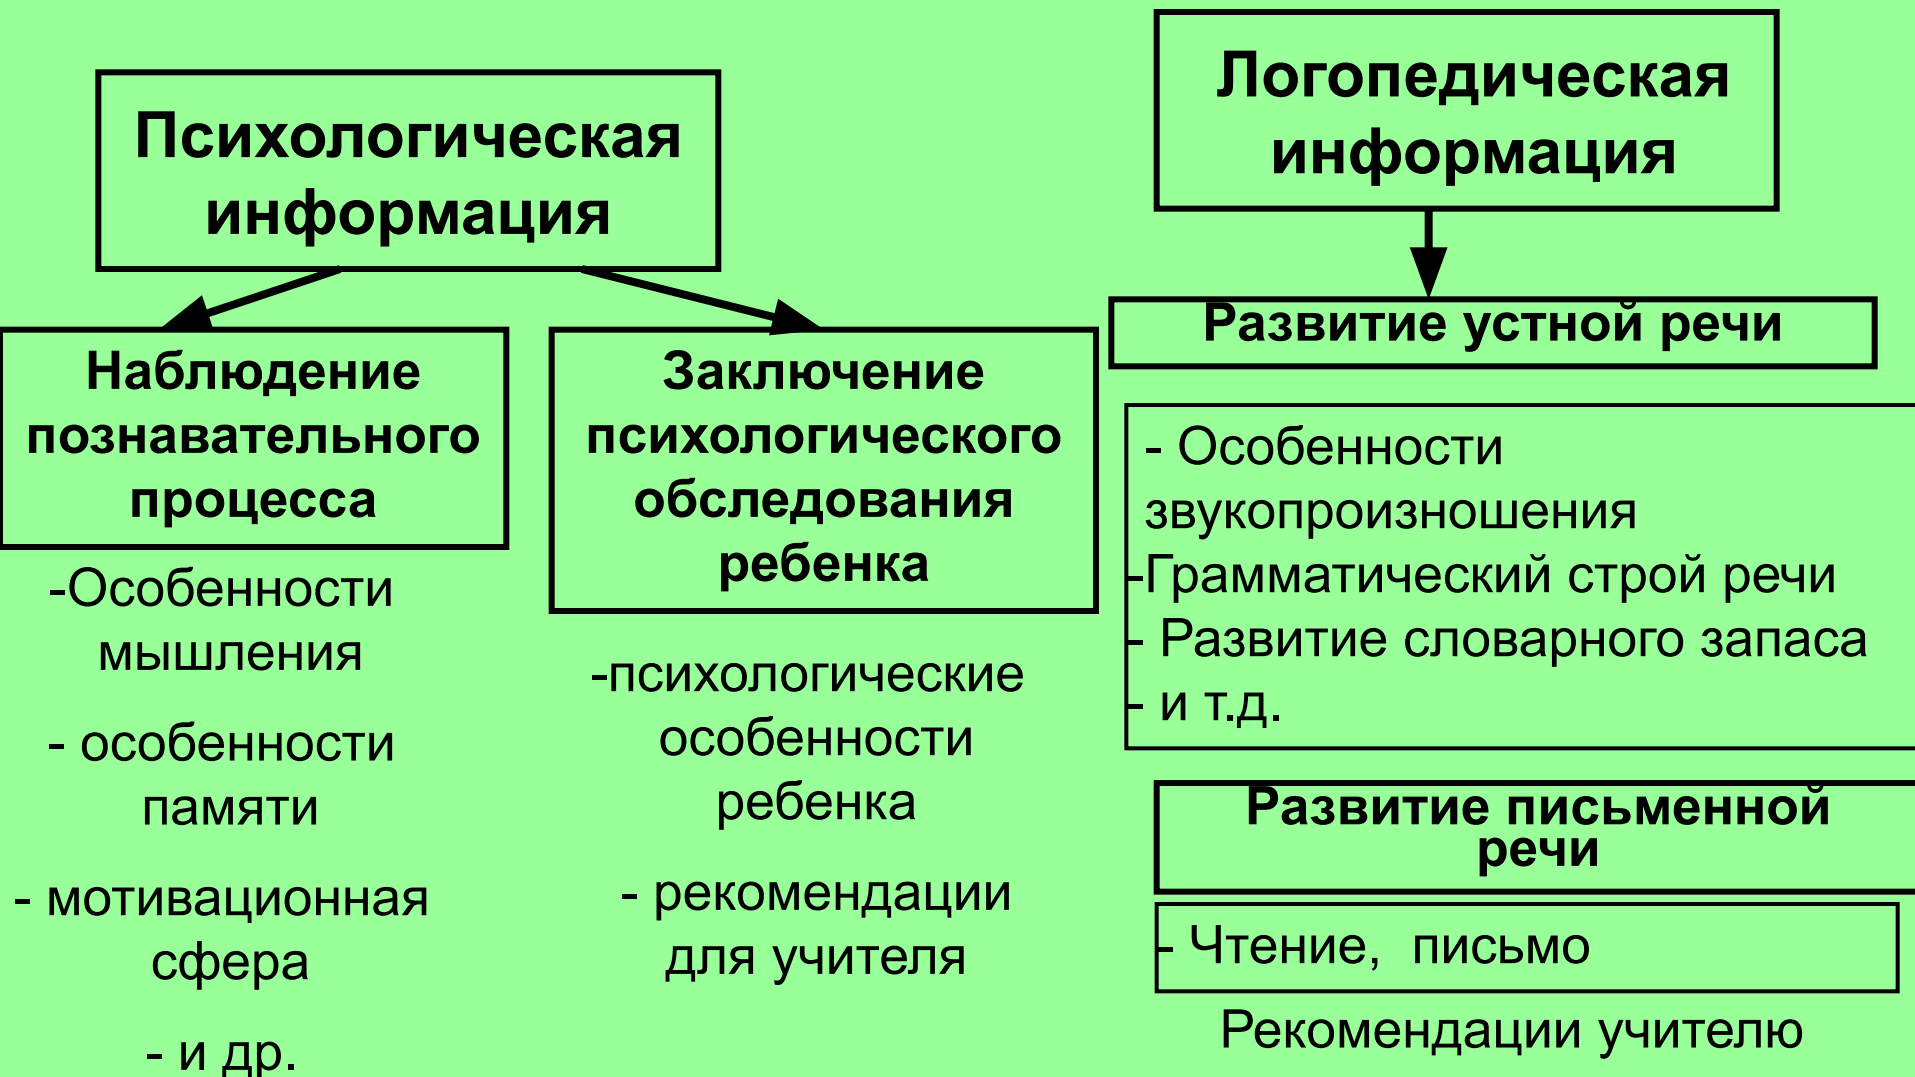 Психологическая
информация
Наблюдение
познавательного
процесса
-Особенности
мышления
- особенности
памяти
- мотивационная
сфера
- и др.
Заключение
психологического
обследования
ребенка
-психологические
особенности
ребенка
- рекомендации
для учителя
Логопедическая
информация
Развитие устной речи
- Особенности
звукопроизношения
-Грамматический строй речи
- Развитие словарного запаса
- и т.д.
Развитие письменной
речи
- Чтение, письмо
Рекомендации учителю